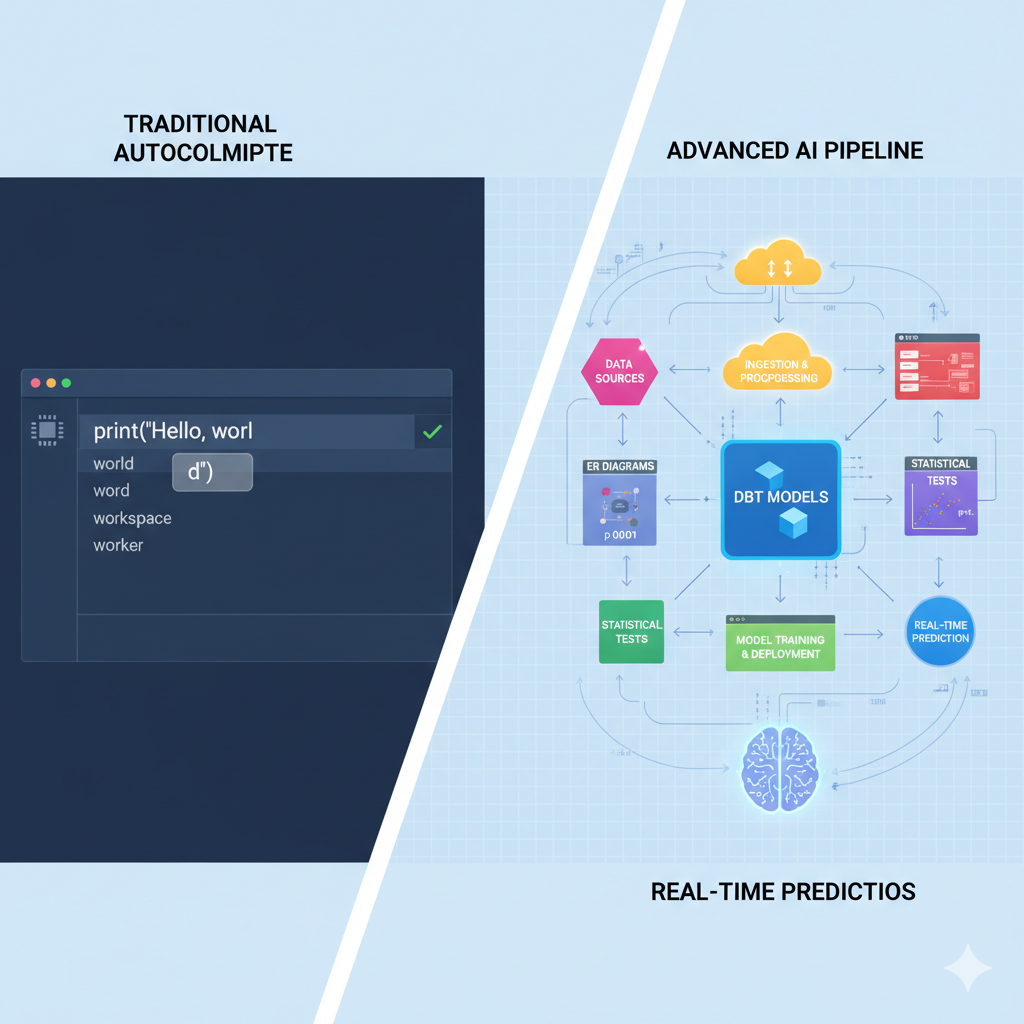 TRADITIONAL
AUTOCOLMIPTE
print("Hello, worl
world
d")
word
workspace
worker
ADVANCED AI PIPELINE
DATA
SOURCES
INGESTION &
PROCPOESSING
ER DIAGRAMS
p 0001
DBT MODELS
STATISTICAL
TESTS
STATISTICAL
TESTS
MODEL TRAINING
& DEPLOYMENT
REAL-TIME
PREDICTION
REAL-TIME PREDICTIOS